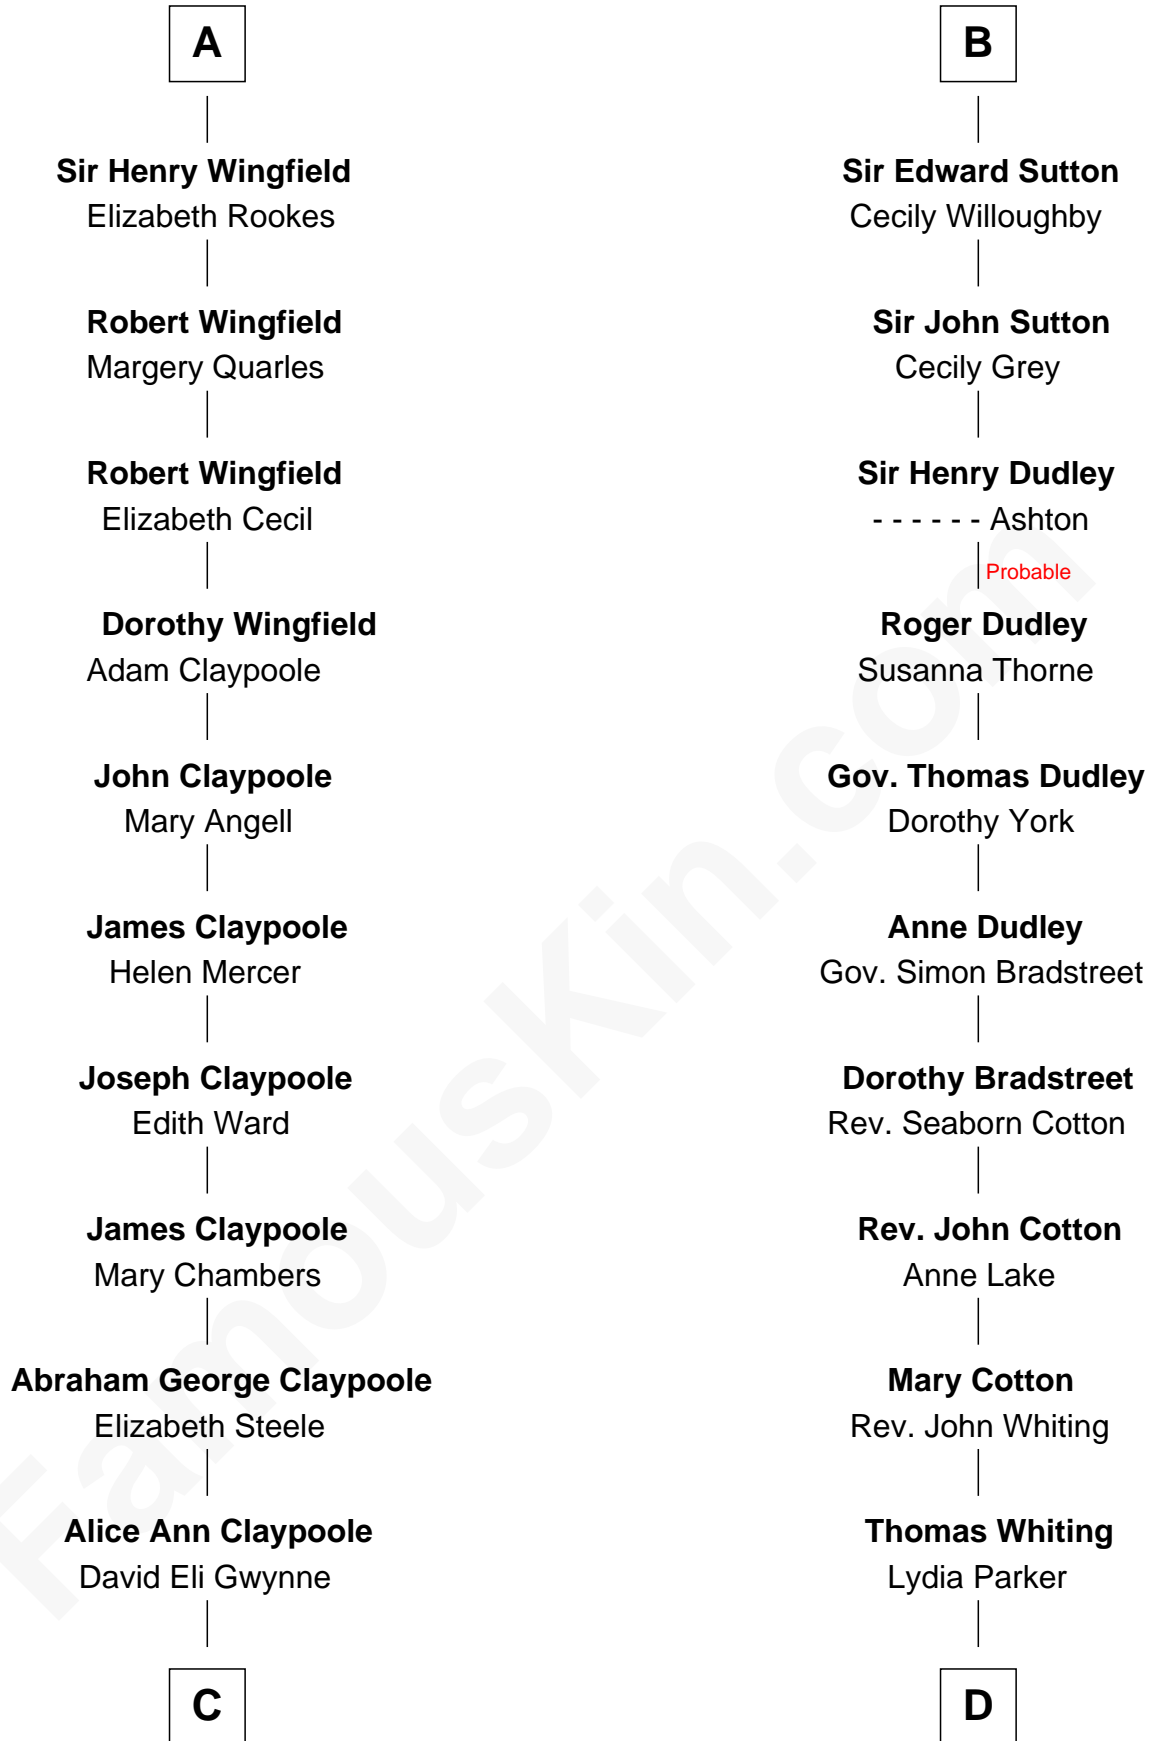 A
Sir Henry Wingfield
Elizabeth Rookes
Robert Wingfield
Margery Quarles
Robert Wingfield
Elizabeth Cecil
Dorothy Wingfield
Adam Claypoole
John Claypoole
Mary Angell
James Claypoole
Helen Mercer
Joseph Claypoole
Edith Ward
James Claypoole
Mary Chambers
Abraham George Claypoole
Elizabeth Steele
Alice Ann Claypoole
David Eli Gwynne
C
B
Sir Edward Sutton
Cecily Willoughby
Sir John Sutton
Cecily Grey
Sir Henry Dudley
- - - - - - Ashton
Probable
Roger Dudley
Susanna Thorne
Gov. Thomas Dudley
Dorothy York
Anne Dudley
Gov. Simon Bradstreet
Dorothy Bradstreet
Rev. Seaborn Cotton
Rev. John Cotton
Anne Lake
Mary Cotton
Rev. John Whiting
Thomas Whiting
Lydia Parker
D
FamousKin.com